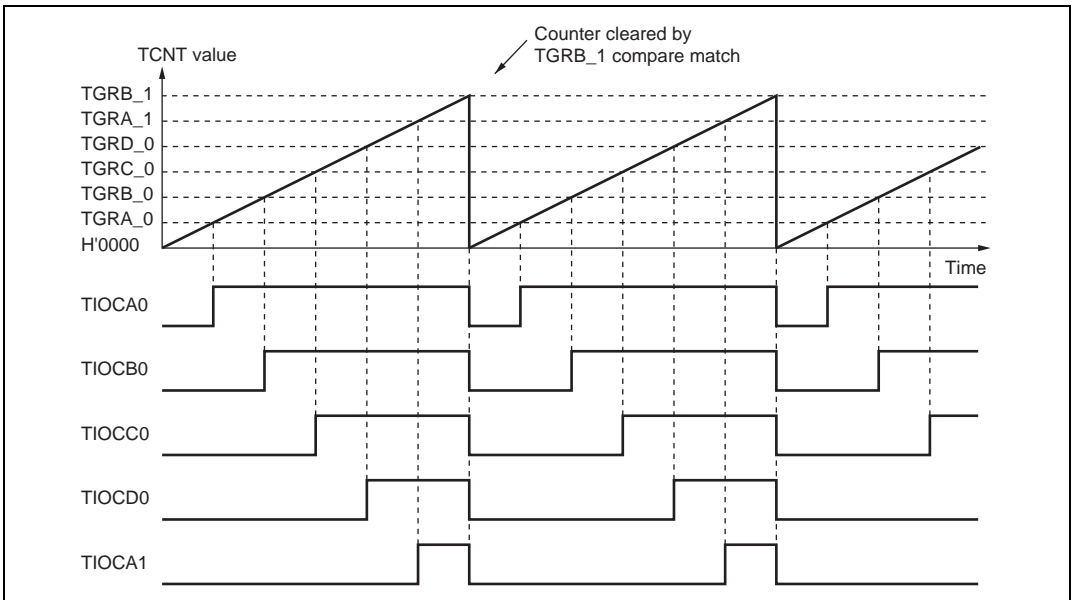 Counter cleared by
TGRB_1 compare match
TCNT value
TGRB_1
TGRA_1
TGRD_0
TGRC_0
TGRB_0
TGRA_0
H'0000
Time
TIOCA0
TIOCB0
TIOCC0
TIOCD0
TIOCA1